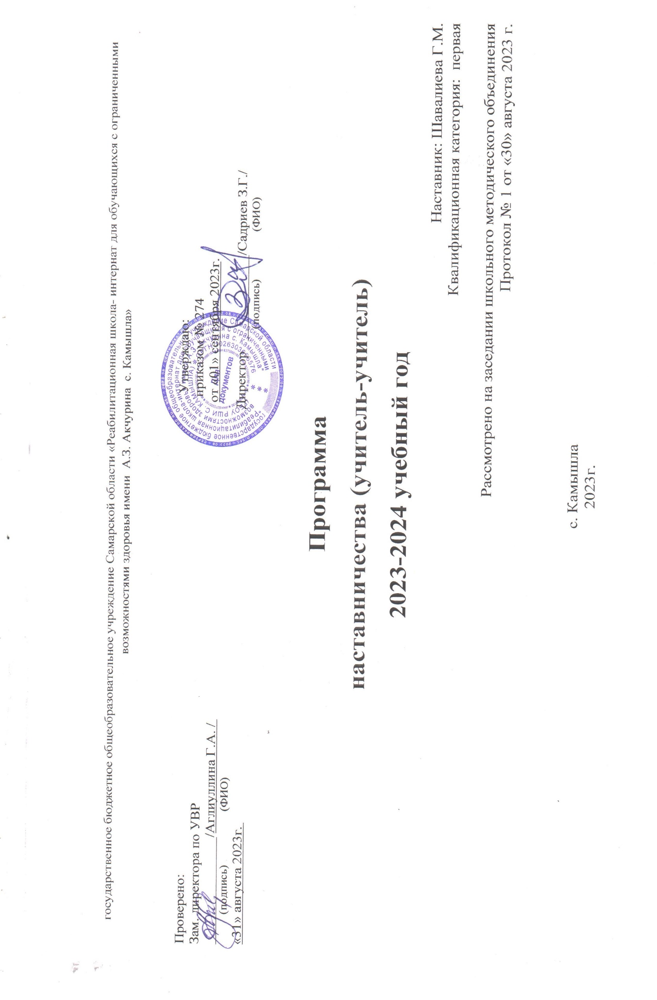 государственное бюджетное общеобразовательное учреждение Самарской области «Реабилитационная школа- интернат для обучающихся с ограниченными
возможностями здоровья имени А.З. Акчурина с. Камышла»
Проверено:
Зам. директора по УВР
/Аглиуллина Г.А. /
(подпись) (ФИО)
«31» августа 2023г.
Утверждаю:
приказом № 274
от «01» сентября 2023г.
Директор /Садриев З.Г./
(подпись) (ФИО)
Для
документов
Программа
наставничества (учитель-учитель)
2023-2024 учебный год
Наставник: Шавалиева Г.М.
Квалификационная категория: первая
Рассмотрено на заседании школьного методического объединения
Протокол № 1 от «30» августа 2023 г.
с. Камышла
2023г.